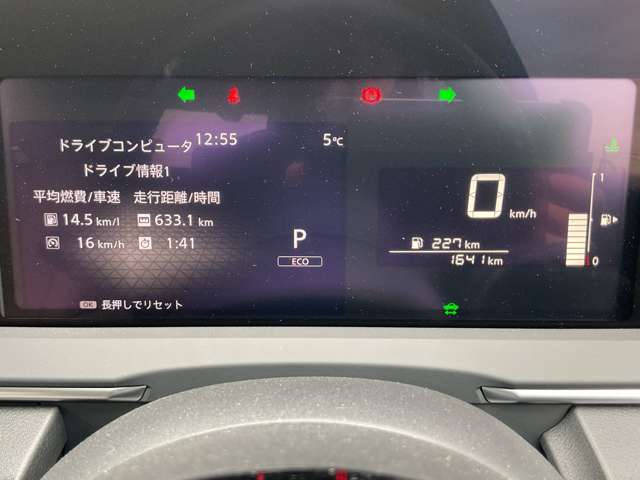 ドライブコンピュータ 12:55 5℃
ドライブ情報1
平均燃費/車速 走行距離/時間
14.5 km/l 633.1 km
16 km/h 1:41
P
ECO
OK 長押しでリセット
0 km/h
227 km
1641 km
1
0